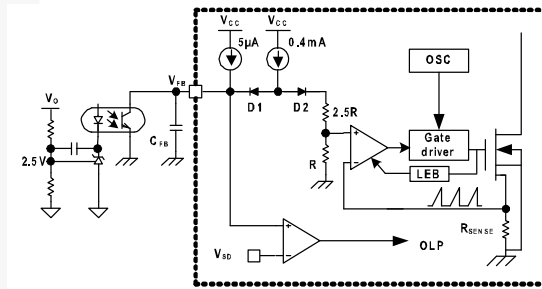 VCC VCC
5µA 0.4mA
OSC
VFB
VO
D1 D2
2.5R
CFB
Gate driver
R
2.5V
LEB
RSENSE
VSD
OLP